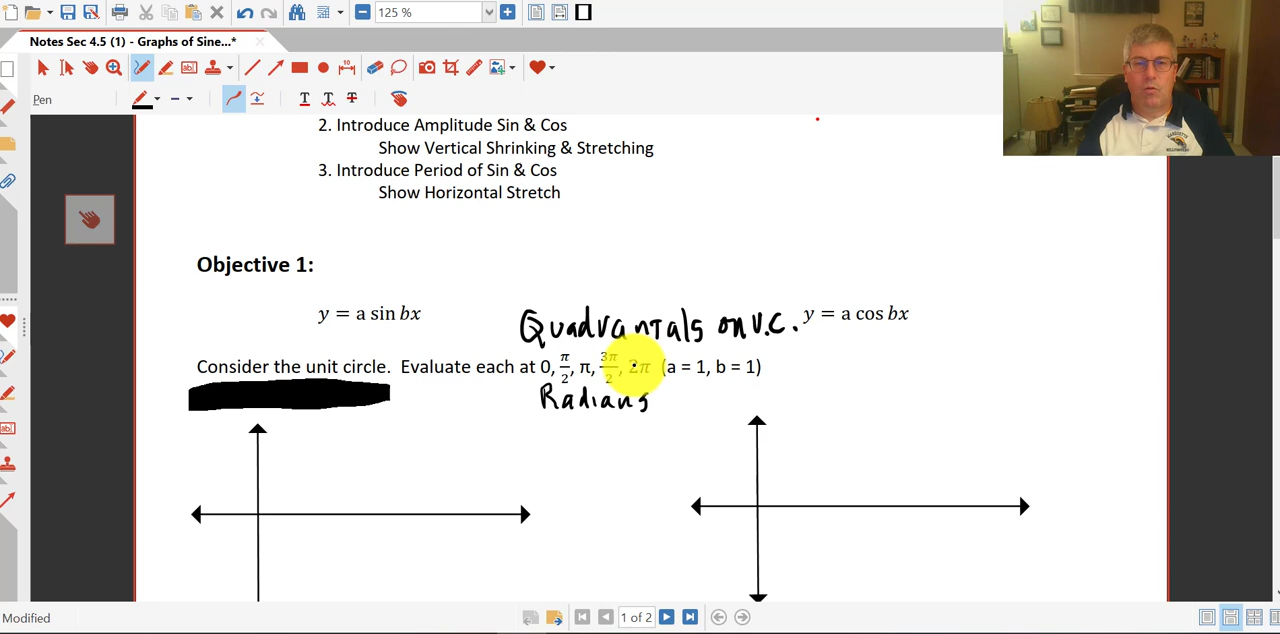 125 %
Notes Sec 4.5 (1) - Graphs of Sine...*
Pen
2. Introduce Amplitude Sin & Cos
Show Vertical Shrinking & Stretching
3. Introduce Period of Sin & Cos
Show Horizontal Stretch
Objective 1:
y = a sin bx
Quadrantals on U.C.
y = a cos bx
Consider the unit circle. Evaluate each at 0, π/2, π, 3π/2, 2π (a = 1, b = 1)
Radians
Modified
1 of 2